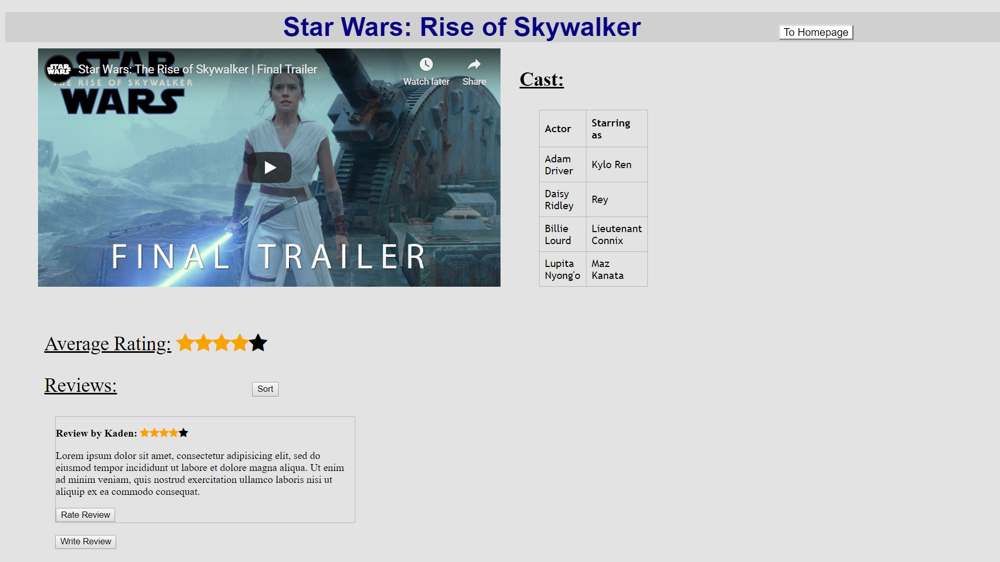 Star Wars: Rise of Skywalker
To Homepage
STAR
WARS
Star Wars: The Rise of Skywalker | Final Trailer
Watch later
Share
STAR
THE RISE OF SKYWALKER
WARS
FINAL TRAILER
Cast:
Actor Starring as
Adam Driver Kylo Ren
Daisy Ridley Rey
Billie Lourd Lieutenant Connix
Lupita Nyong'o Maz Kanata
Average Rating:
Reviews:
Sort
Review by Kaden:
Lorem ipsum dolor sit amet, consectetur adipisicing elit, sed do
eiusmod tempor incididunt ut labore et dolore magna aliqua. Ut enim
ad minim veniam, quis nostrud exercitation ullamco laboris nisi ut
aliquip ex ea commodo consequat.
Rate Review
Write Review